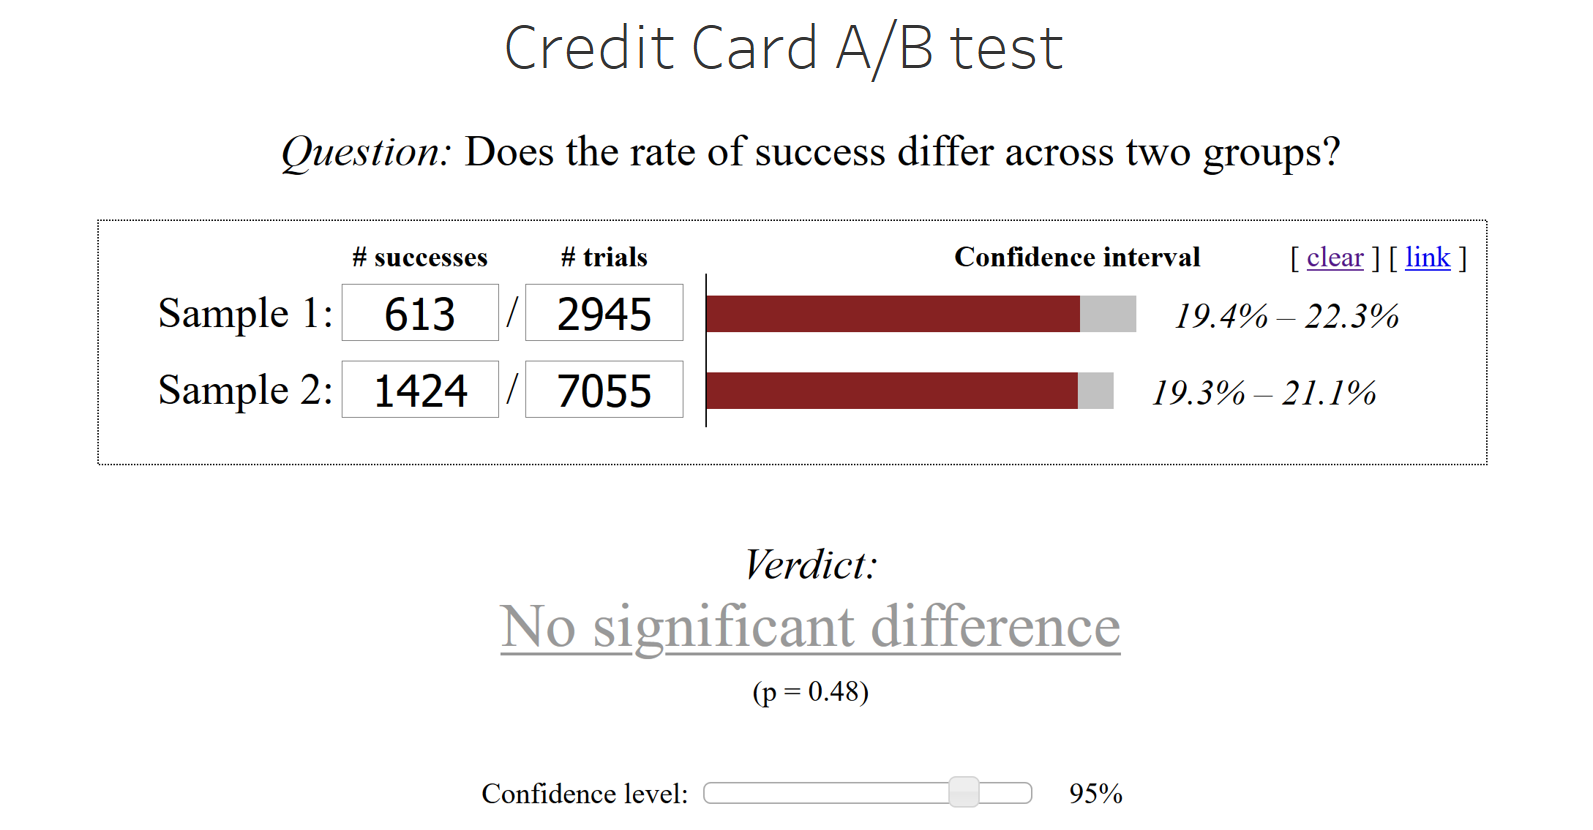 Credit Card A/B test
Question: Does the rate of success differ across two groups?
# successes # trials Confidence interval [ clear ] [ link ]
Sample 1: 613 / 2945 19.4% – 22.3%
Sample 2: 1424 / 7055 19.3% – 21.1%
Verdict:
No significant difference
(p = 0.48)
Confidence level: 95%